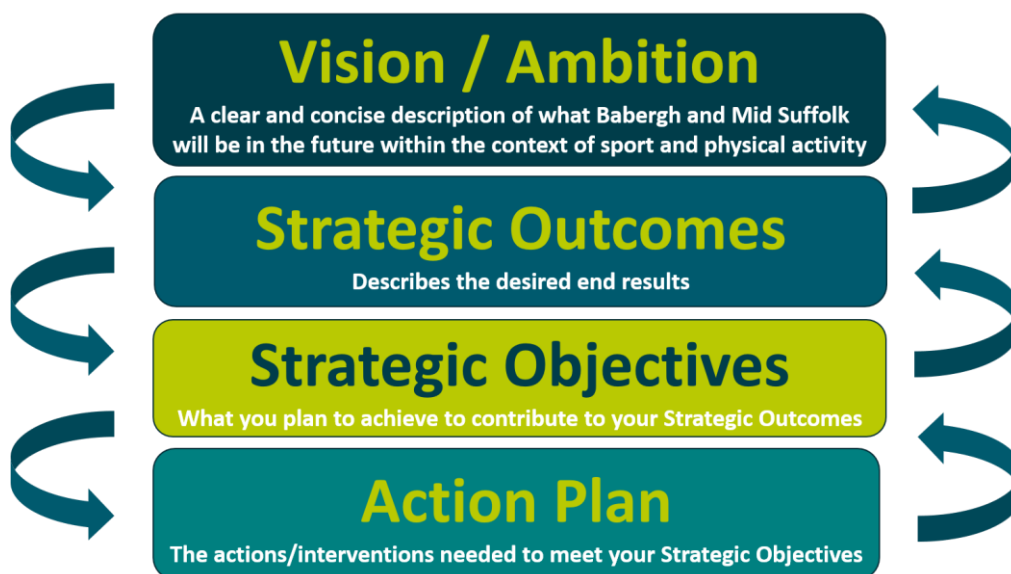 Vision / Ambition
A clear and concise description of what Babergh and Mid Suffolk
will be in the future within the context of sport and physical activity
Strategic Outcomes
Describes the desired end results
Strategic Objectives
What you plan to achieve to contribute to your Strategic Outcomes
Action Plan
The actions/interventions needed to meet your Strategic Objectives